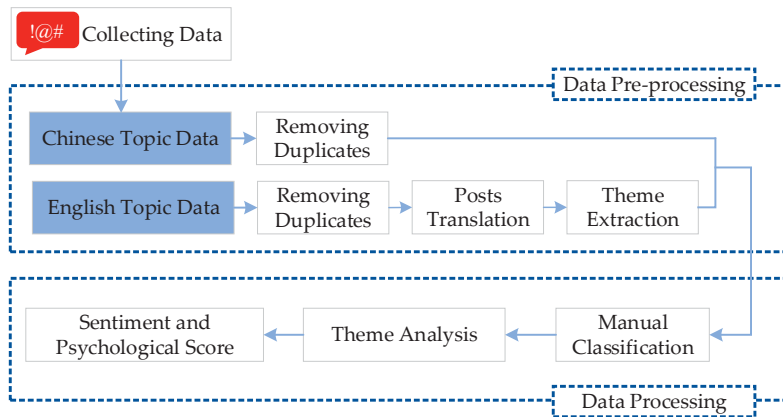 !@#
Collecting Data
Data Pre-processing
Chinese Topic Data
Removing
Duplicates
English Topic Data
Removing
Duplicates
Posts
Translation
Theme
Extraction
Sentiment and
Psychological Score
Theme Analysis
Manual
Classification
Data Processing